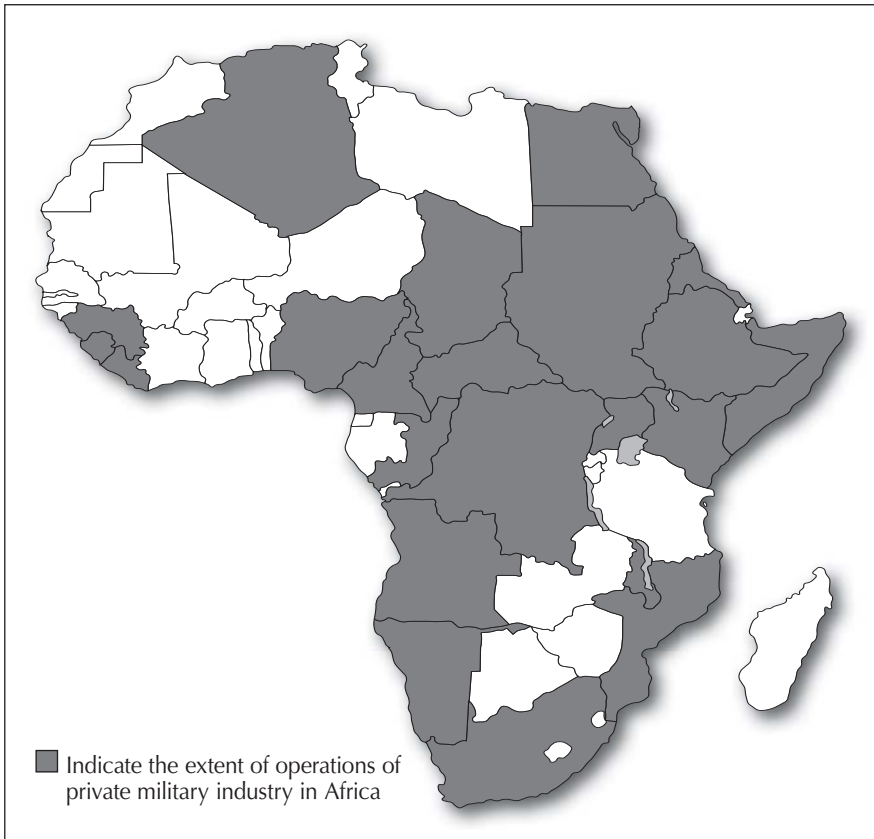 Indicate the extent of operations of
private military industry in Africa